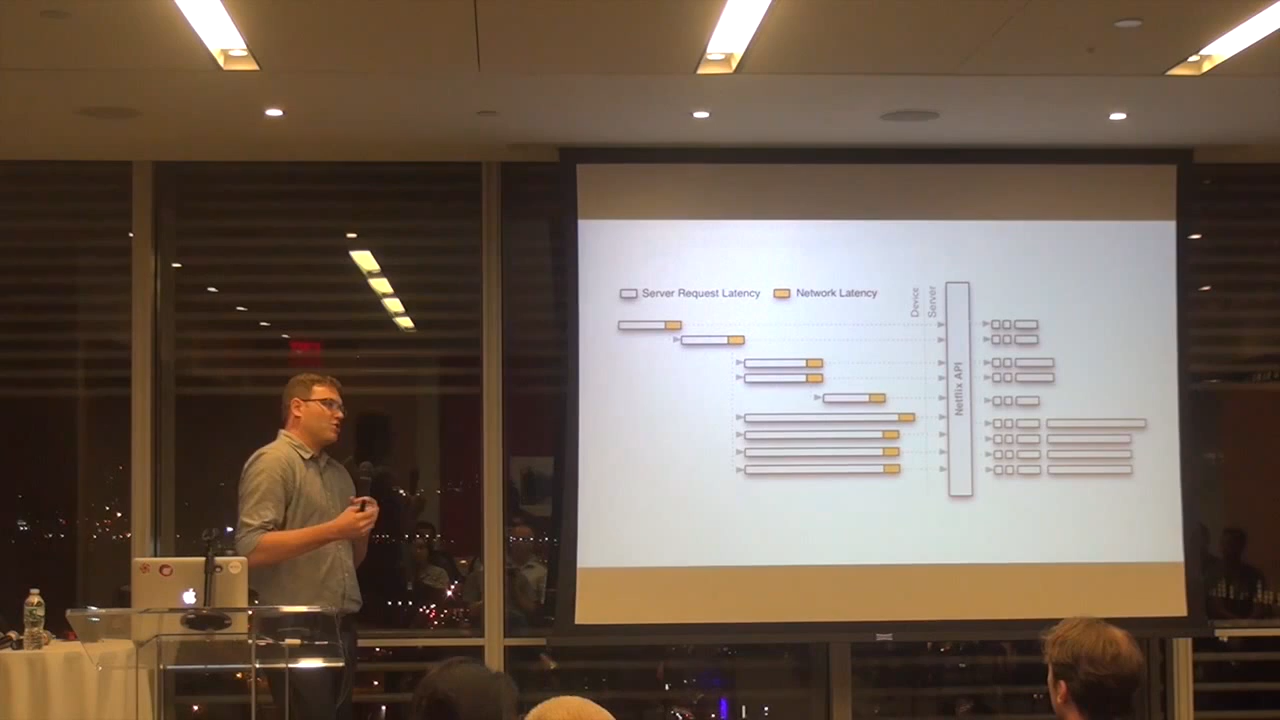 Server Request Latency
Network Latency
Device
Server
Netflix API